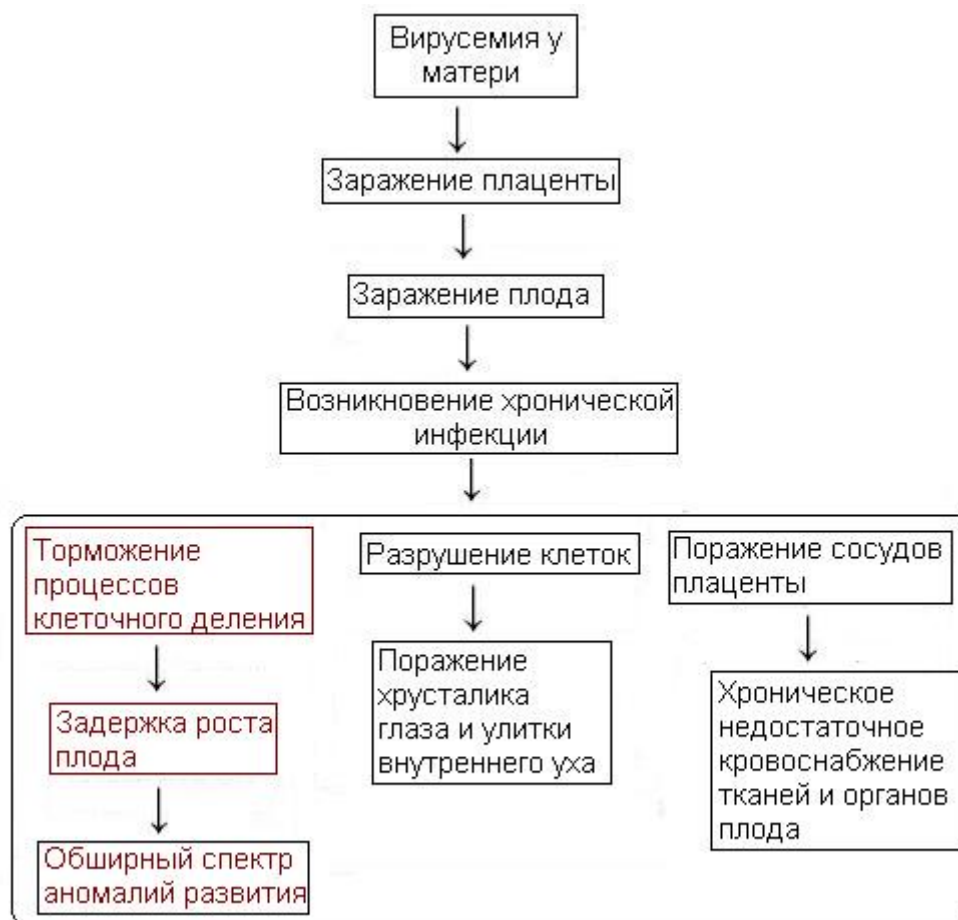 Вирусемия у
матери
Заражение плаценты
Заражение плода
Возникновение хронической
инфекции
Торможение
процессов
клеточного деления
Задержка роста
плода
Обширный спектр
аномалий развития
Разрушение клеток
Поражение
хрусталика
глаза и улитки
внутреннего уха
Поражение сосудов
плаценты
Хроническое
недостаточное
кровоснабжение
тканей и органов
плода